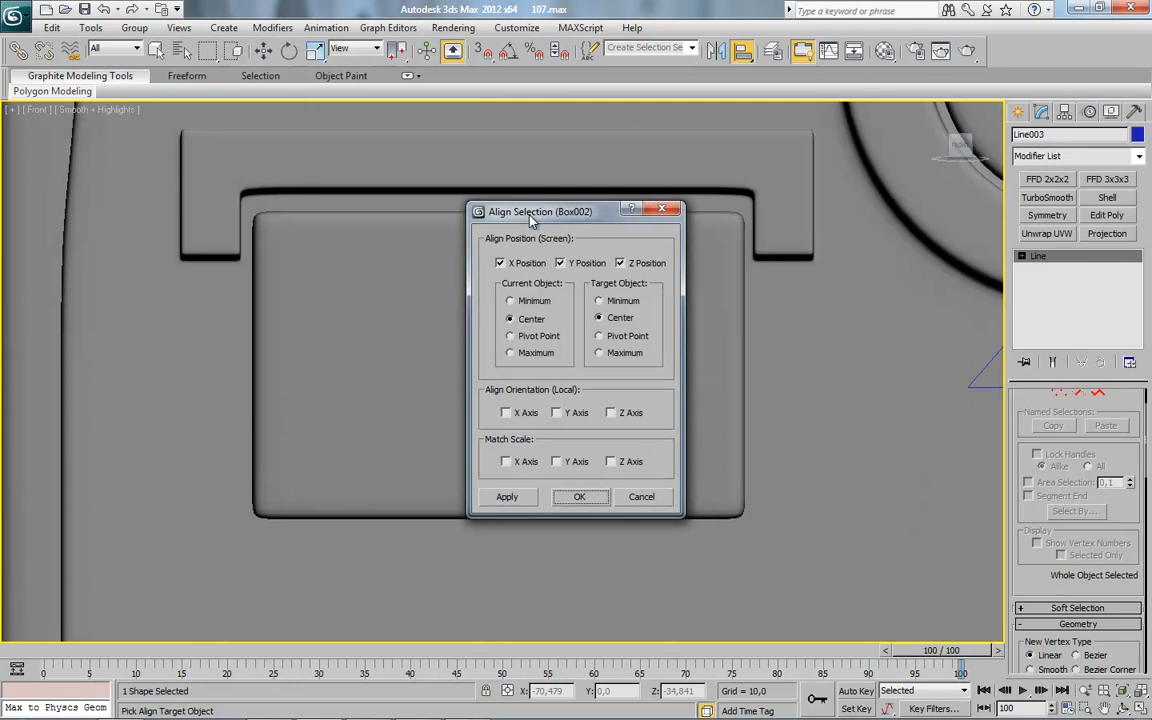 Autodesk 3ds Max 2012 x64    107.max
Type a keyword or phrase
Edit Tools Group Views Create Modifiers Animation Graph Editors Rendering Customize MAXScript Help
All View Create Selection Se
Graphite Modeling Tools Freeform Selection Object Paint
Polygon Modeling
[ + ] [ Front ] [ Smooth + Highlights ]
FRONT
Line003
Modifier List
FFD 2x2x2 FFD 3x3x3
TurboSmooth Shell
Symmetry Edit Poly
Unwrap UVW Projection
Line
Align Selection (Box002)
Align Position (Screen):
X Position Y Position Z Position
Current Object: Target Object:
Minimum Minimum
Center Center
Pivot Point Pivot Point
Maximum Maximum
Align Orientation (Local):
X Axis Y Axis Z Axis
Match Scale:
X Axis Y Axis Z Axis
Apply OK Cancel
Named Selections:
Copy Paste
Lock Handles
Alike All
Area Selection: 0,1
Segment End
Select By...
Display
Show Vertex Numbers
Selected Only
Whole Object Selected
+ Soft Selection
- Geometry
New Vertex Type
Linear Bezier
Smooth Bezier Corner
100 / 100
0 5 10 15 20 25 30 35 40 45 50 55 60 65 70 75 80 85 90 95 100
1 Shape Selected X: -70,479 Y: 0,0 Z: -34,841 Grid = 10,0 Auto Key Selected
Max to Physcs Geom Pick Align Target Object Add Time Tag Set Key Key Filters... 100